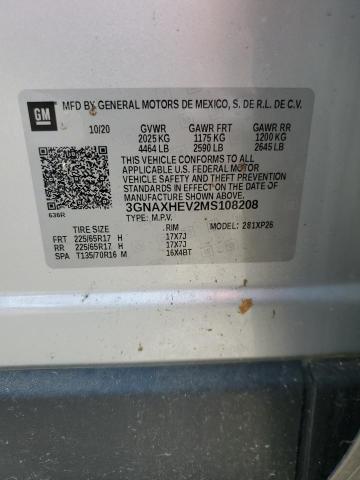 GM MFD BY GENERAL MOTORS DE MEXICO, S. DE R.L. DE C.V.
10/20 GVWR GAWR FRT GAWR RR
2025 KG 1175 KG 1200 KG
4464 LB 2590 LB 2645 LB
THIS VEHICLE CONFORMS TO ALL
APPLICABLE U.S. FEDERAL MOTOR
VEHICLE SAFETY AND THEFT PREVENTION
STANDARDS IN EFFECT ON THE DATE OF
MANUFACTURE SHOWN ABOVE.
3GNAXHEV2MS108208
636R TYPE: M.P.V. MODEL: 281XP26
TIRE SIZE RIM
FRT 225/65R17 H 17X7J
RR 225/65R17 H 17X7J
SPA T135/70R16 M 16X4BT